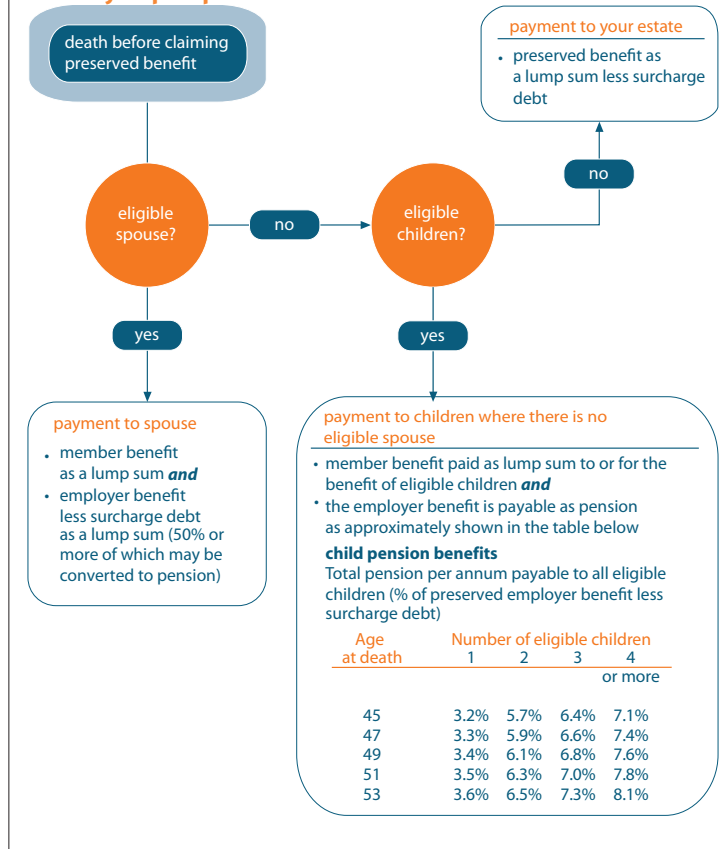 death before claiming
preserved benefit
payment to your estate
• preserved benefit as
a lump sum less surcharge
debt
no
eligible
spouse?
no
eligible
children?
yes
yes
payment to spouse
• member benefit
as a lump sum and
• employer benefit
less surcharge debt
as a lump sum (50% or
more of which may be
converted to pension)
payment to children where there is no
eligible spouse
• member benefit paid as lump sum to or for the
benefit of eligible children and
• the employer benefit is payable as pension
as approximately shown in the table below
child pension benefits
Total pension per annum payable to all eligible
children (% of preserved employer benefit less
surcharge debt)
Age Number of eligible children
at death 1 2 3 4
or more
45 3.2% 5.7% 6.4% 7.1%
47 3.3% 5.9% 6.6% 7.4%
49 3.4% 6.1% 6.8% 7.6%
51 3.5% 6.3% 7.0% 7.8%
53 3.6% 6.5% 7.3% 8.1%